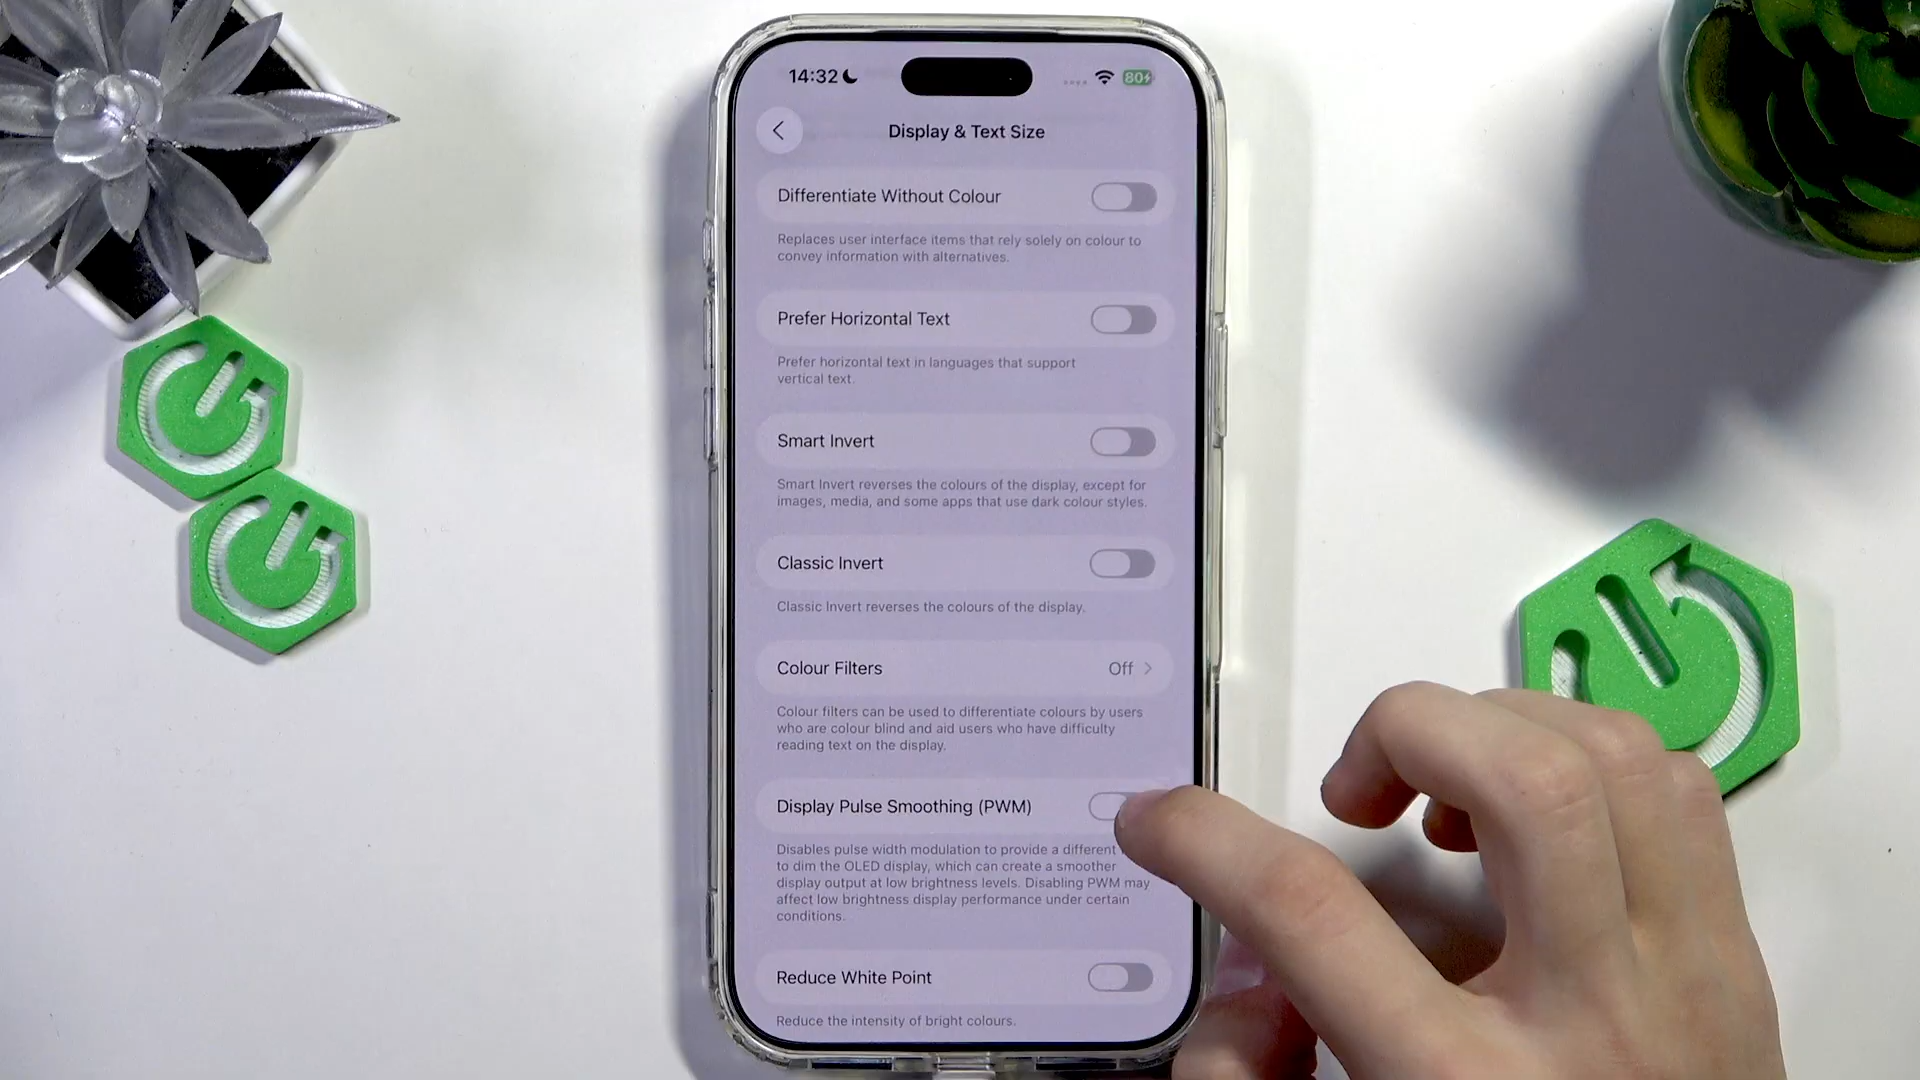 14:32
80
Display & Text Size
Differentiate Without Colour
Replaces user interface items that rely solely on colour to
convey information with alternatives.
Prefer Horizontal Text
Prefer horizontal text in languages that support
vertical text.
Smart Invert
Smart Invert reverses the colours of the display, except for
images, media, and some apps that use dark colour styles.
Classic Invert
Classic Invert reverses the colours of the display.
Colour Filters
Off
Colour filters can be used to differentiate colours by users
who are colour blind and aid users who have difficulty
reading text on the display.
Display Pulse Smoothing (PWM)
Disables pulse width modulation to provide a different
to dim the OLED display, which can create a smoother
display output at low brightness levels. Disabling PWM may
affect low brightness display performance under certain
conditions.
Reduce White Point
Reduce the intensity of bright colours.